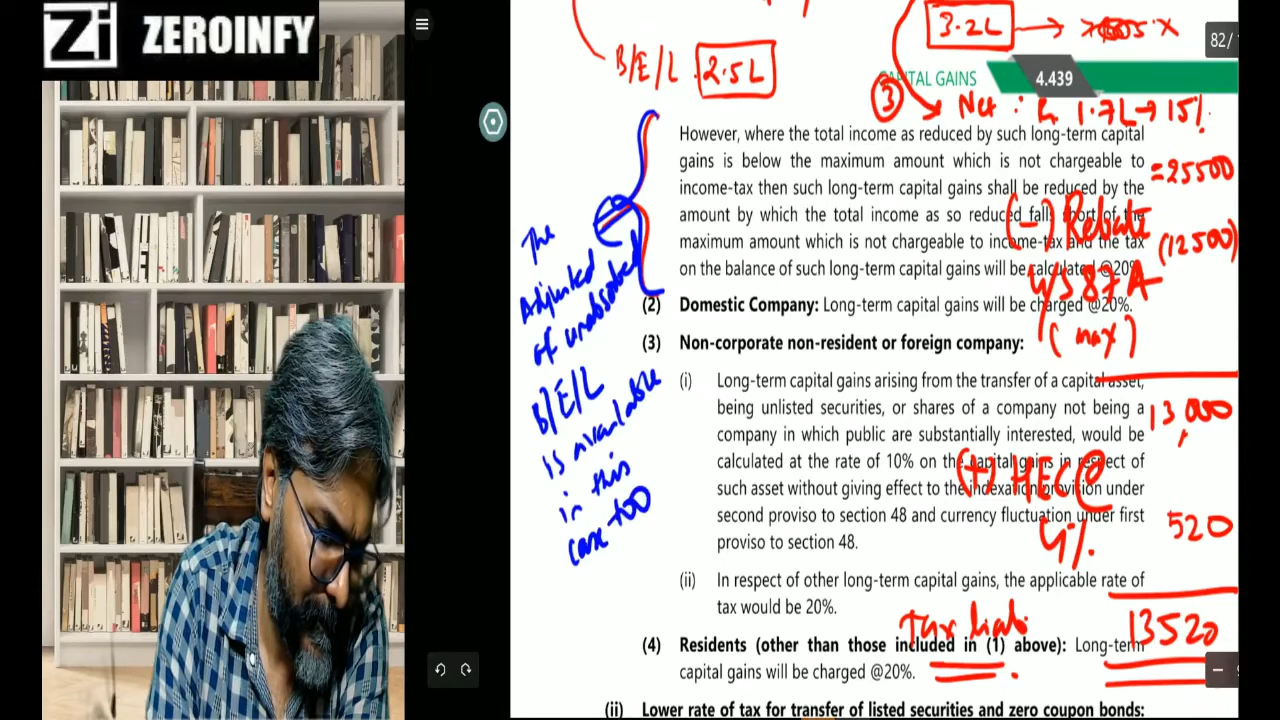 Zi ZEROINFY
3.2L
82/
B/E/L 2.5L
CAPITAL GAINS 4.439
3 Net : 1.7L → 15%
However, where the total income as reduced by such long-term capital
gains is below the maximum amount which is not chargeable to
income-tax then such long-term capital gains shall be reduced by the
= 25500
amount by which the total income as so reduced falls short of the
(-) Rebate
maximum amount which is not chargeable to income-tax and the tax
(12500)
on the balance of such long-term capital gains will be calculated @20%
u/s 87A
(2) Domestic Company: Long-term capital gains will be charged @20%.
(max)
(3) Non-corporate non-resident or foreign company:
The
Adjusted
of unabsorbed
B/E/L
is available
in this
case too
(i) Long-term capital gains arising from the transfer of a capital asset,
being unlisted securities, or shares of a company not being a
13,000
company in which public are substantially interested, would be
calculated at the rate of 10% on the capital gains in respect of
(+) HEC @
such asset without giving effect to the indexation provision under
second proviso to section 48 and currency fluctuation under first
4% 520
proviso to section 48.
(ii) In respect of other long-term capital gains, the applicable rate of
tax would be 20%.
Tax liab 13520
(4) Residents (other than those included in (1) above): Long-term
capital gains will be charged @20%.
(ii) Lower rate of tax for transfer of listed securities and zero coupon bonds: